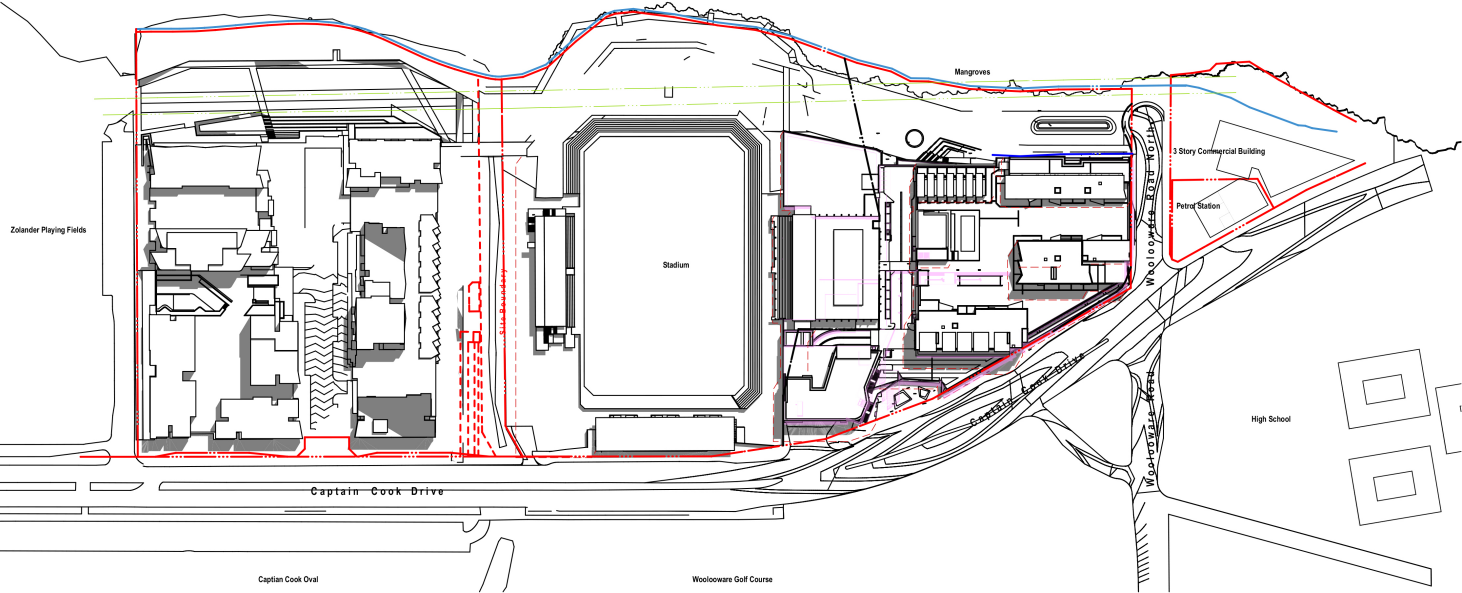 Mangroves
3 Story Commercial Building
Petrol Station
Zolander Playing Fields
Stadium
Site Boundary
Woolooware Road North
Captain Cook Drive
Woolooware Road
High School
Captain Cook Drive
Captian Cook Oval
Woolooware Golf Course